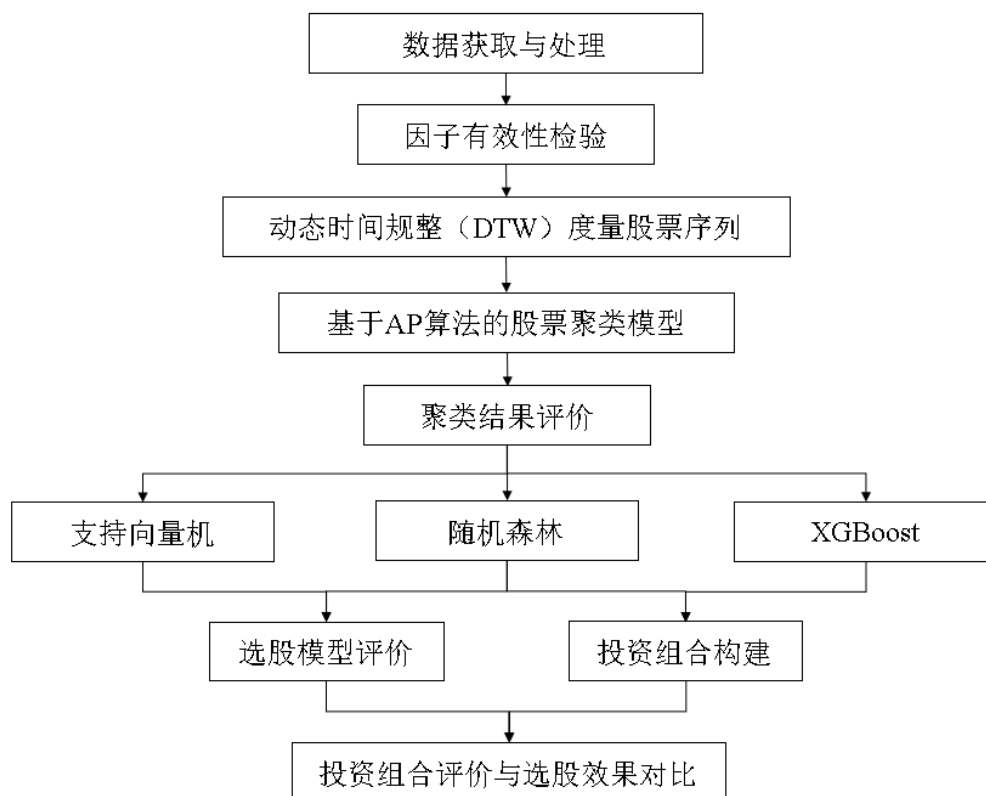 数据获取与处理
因子有效性检验
动态时间规整（DTW）度量股票序列
基于AP算法的股票聚类模型
聚类结果评价
支持向量机
随机森林
XGBoost
选股模型评价
投资组合构建
投资组合评价与选股效果对比